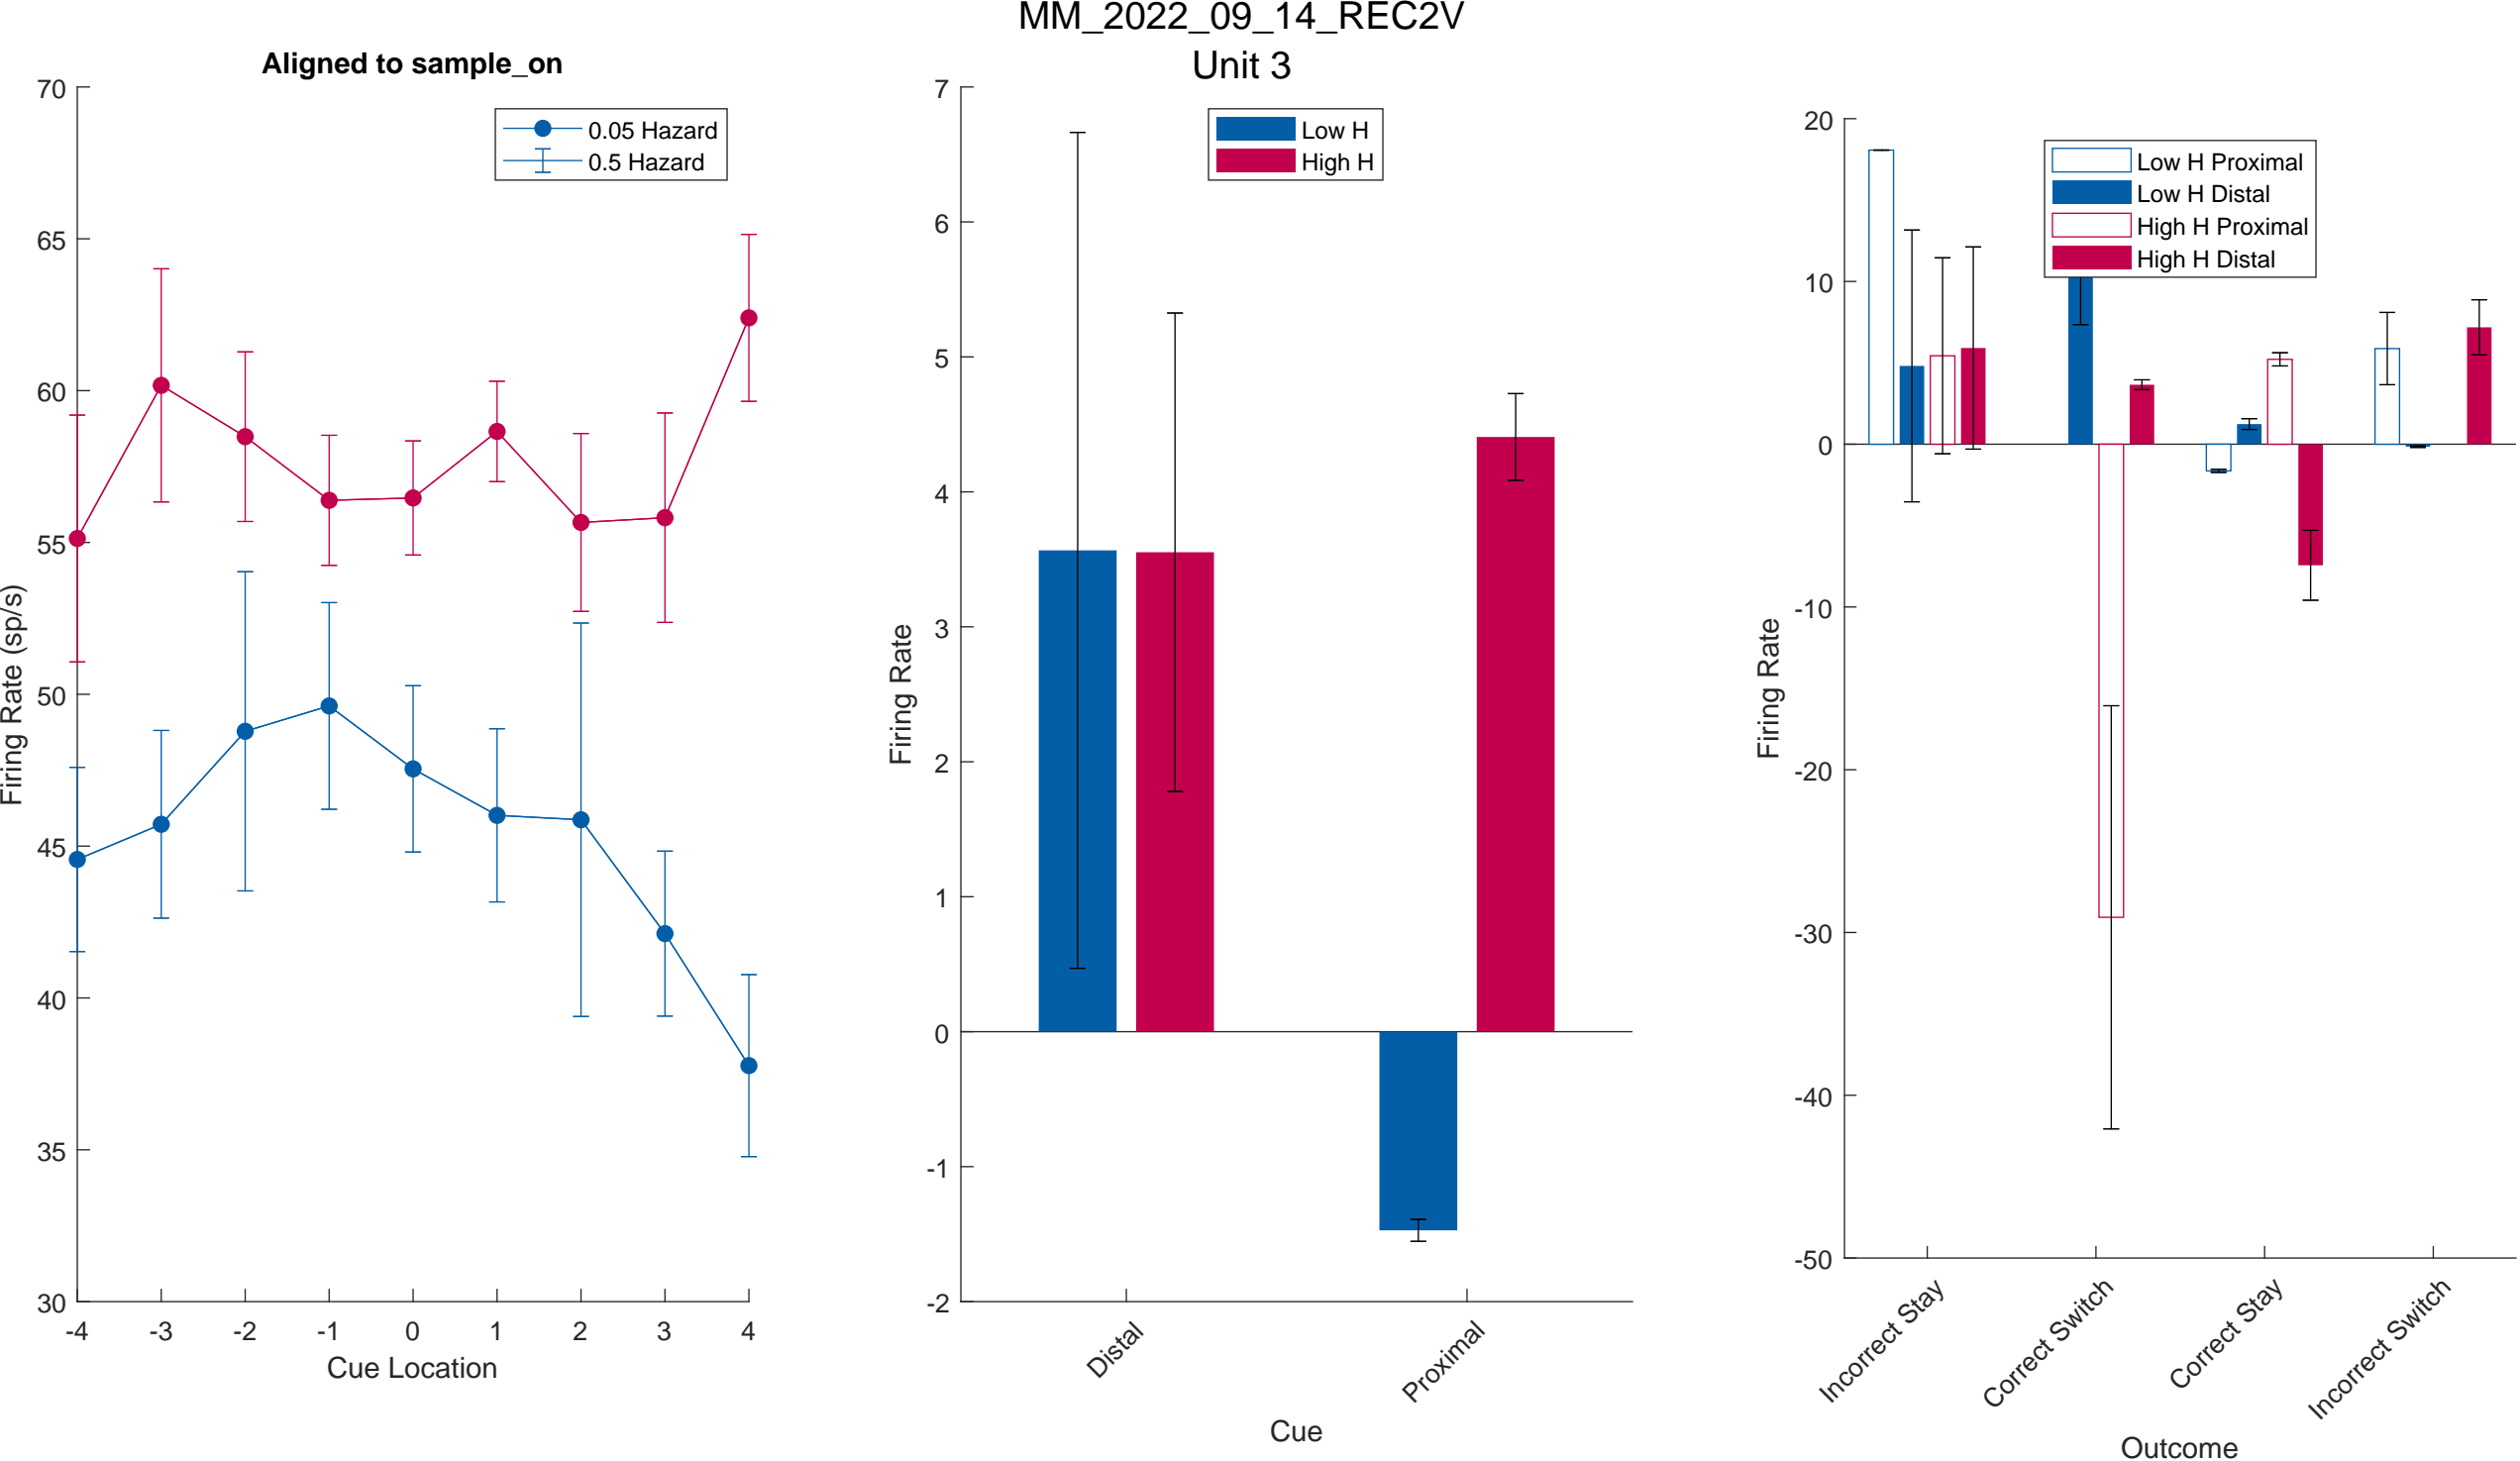 MM_2022_09_14_REC2V
Unit 3
Aligned to sample_on
0.05 Hazard
0.5 Hazard
70
65
60
55
50
45
40
35
30
Firing Rate (sp/s)
-4 -3 -2 -1 0 1 2 3 4
Cue Location
Low H
High H
7
6
5
4
3
2
1
0
-1
-2
Firing Rate
Distal
Proximal
Cue
Low H Proximal
Low H Distal
High H Proximal
High H Distal
20
10
0
-10
-20
-30
-40
-50
Firing Rate
Incorrect Stay
Correct Switch
Correct Stay
Incorrect Switch
Outcome